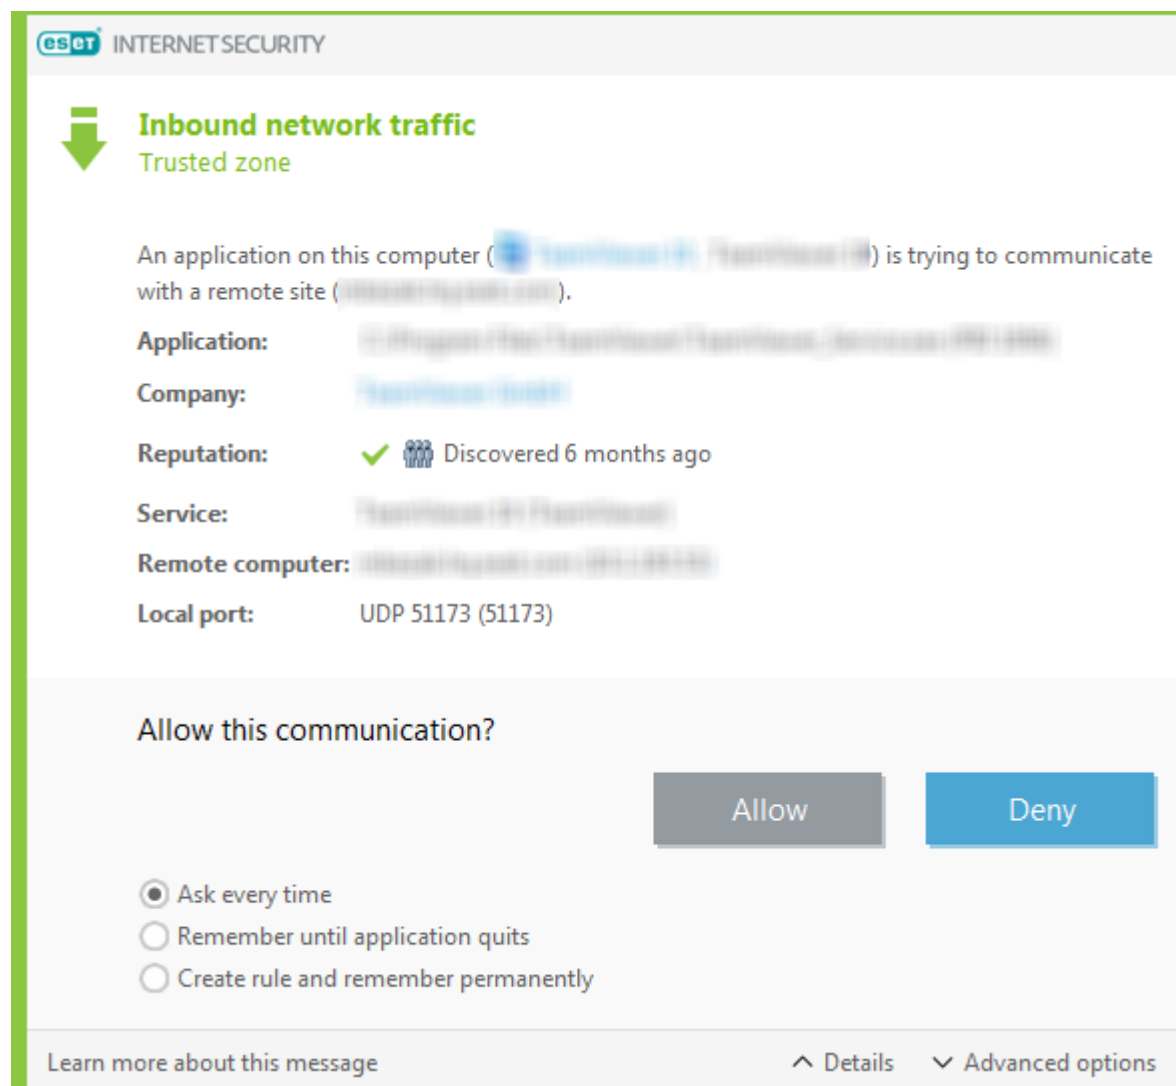 eset INTERNET SECURITY
Inbound network traffic
Trusted zone
An application on this computer ( ) is trying to communicate
with a remote site ( ).
Application:
Company:
Reputation: Discovered 6 months ago
Service:
Remote computer:
Local port: UDP 51173 (51173)
Allow this communication?
Allow Deny
Ask every time
Remember until application quits
Create rule and remember permanently
Learn more about this message Details Advanced options